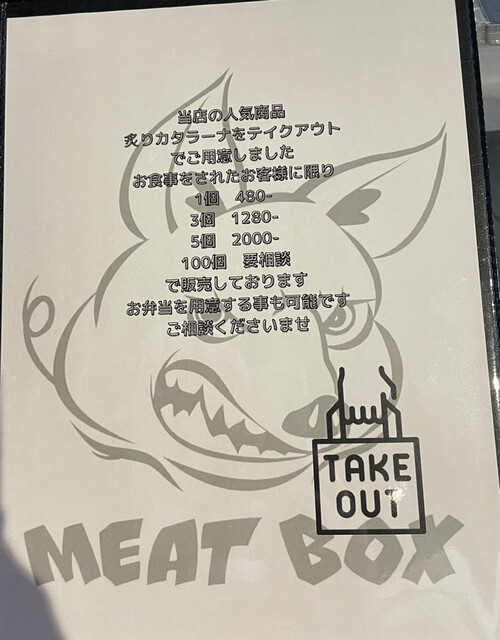 当店の人気商品
炙りカタラーナをテイクアウト
でご用意しました
お食事をされたお客様に限り
1個 480-
3個 1280-
5個 2000-
100個 要相談
で販売しております
お弁当を用意する事も可能です
ご相談くださいませ
TAKE
OUT
MEAT BOX